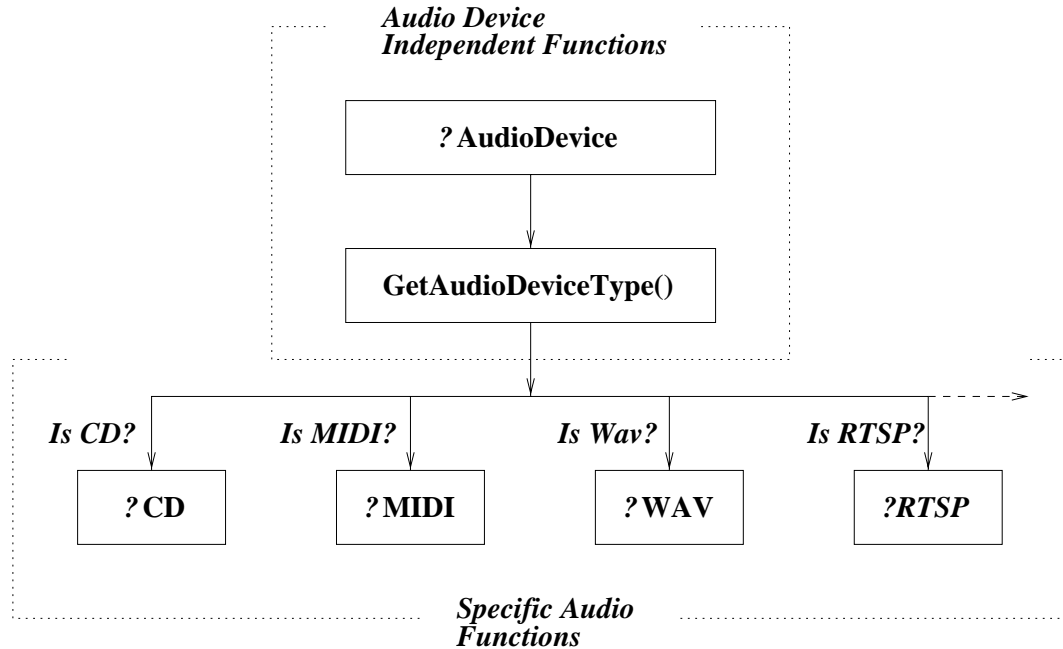 Audio Device
Independent Functions
? AudioDevice
GetAudioDeviceType()
Is CD?
Is MIDI?
Is Wav?
Is RTSP?
? CD
? MIDI
? WAV
?RTSP
Specific Audio
Functions